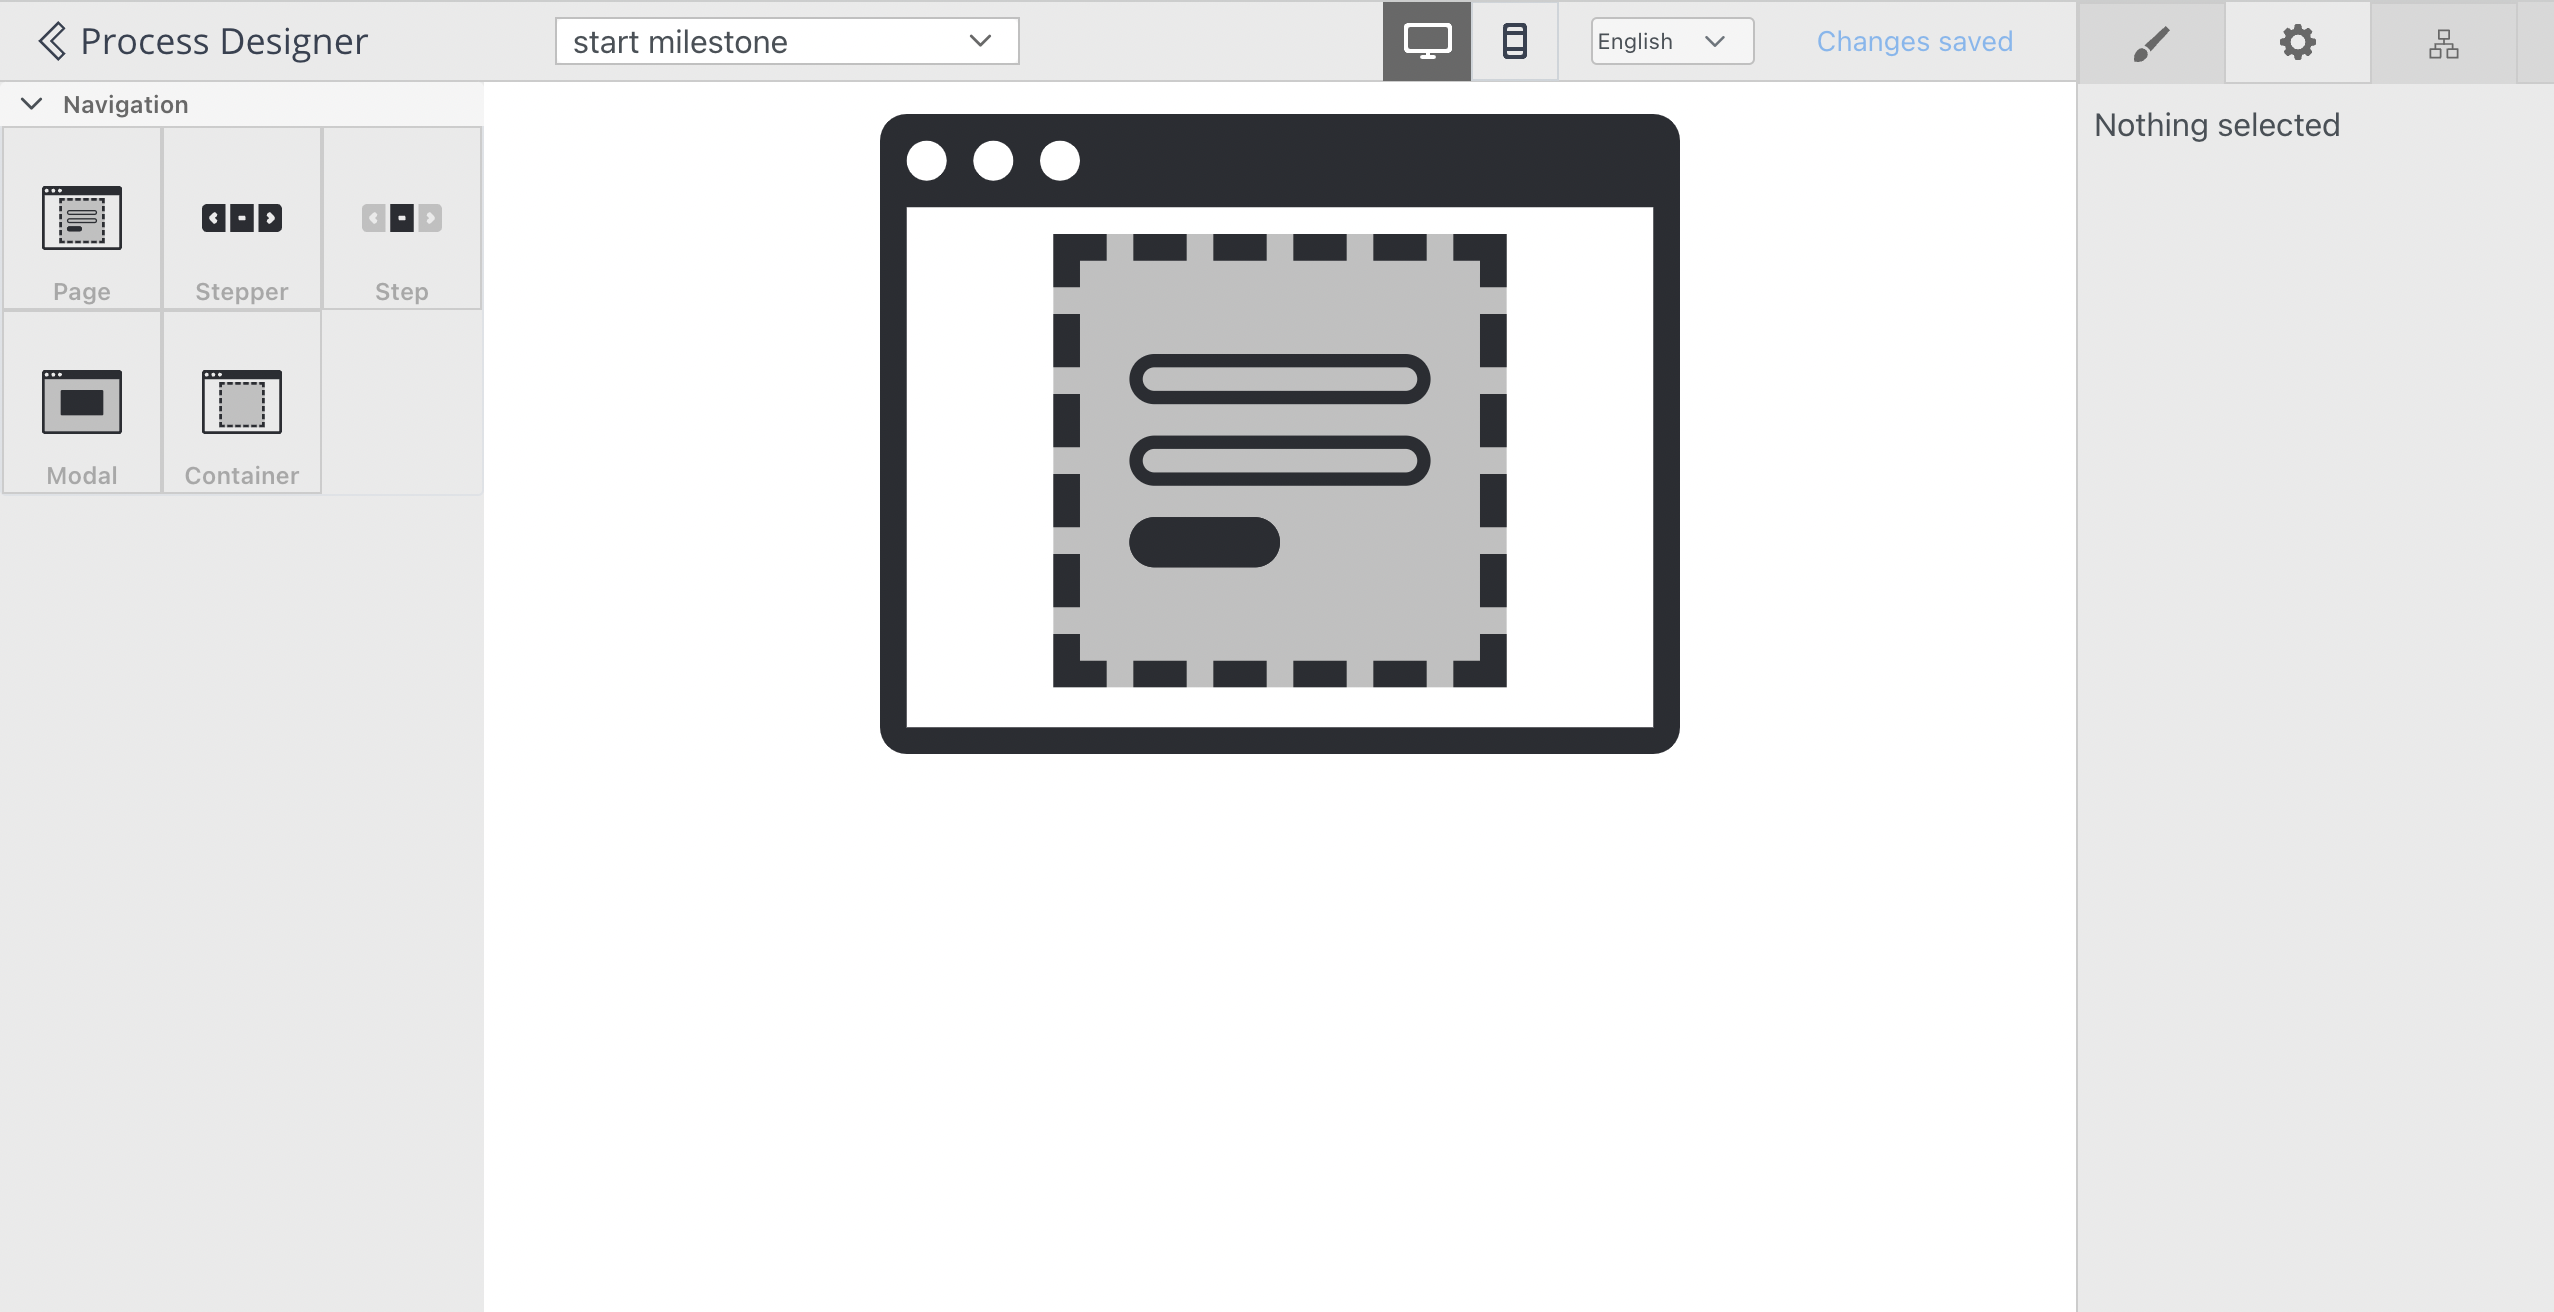 Process Designer
start milestone
English
Changes saved
Navigation
Page
Stepper
Step
Modal
Container
Nothing selected